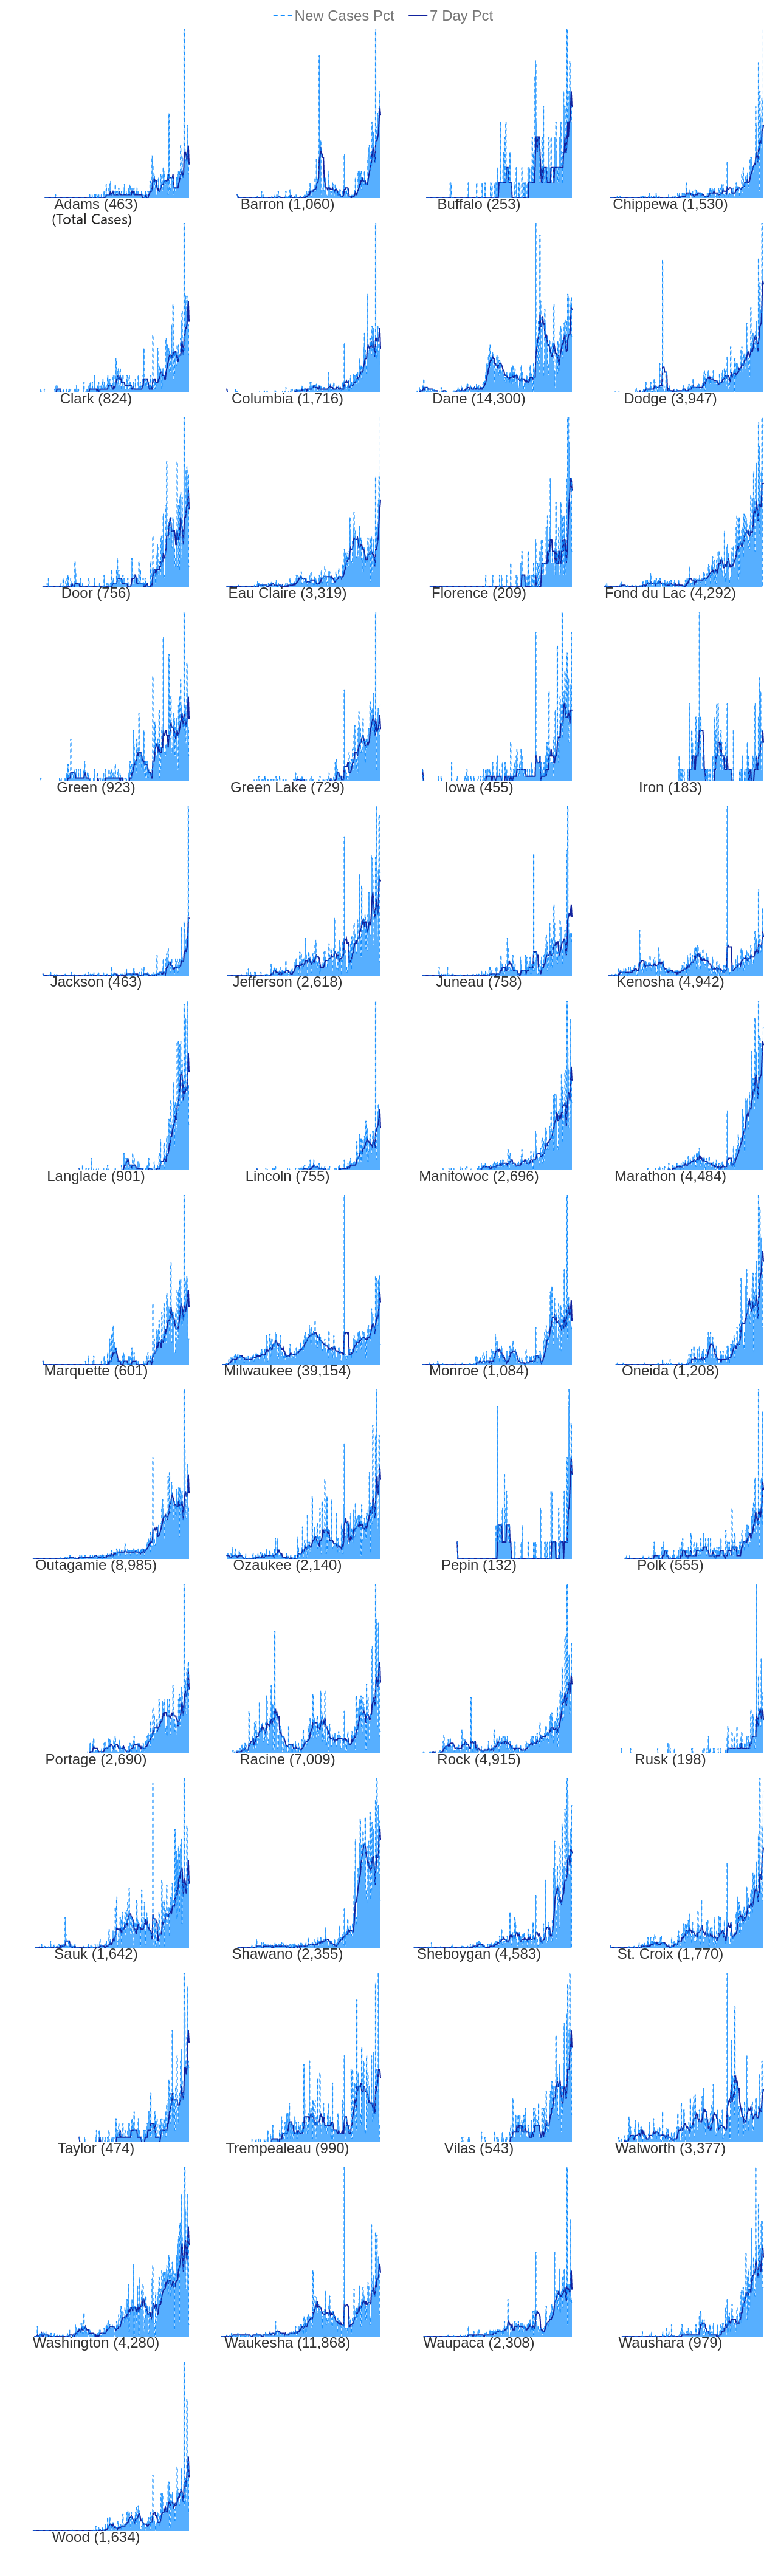 New Cases Pct 7 Day Pct
Adams (463) Barron (1,060) Buffalo (253) Chippewa (1,530)
(Total Cases)
Clark (824) Columbia (1,716) Dane (14,300) Dodge (3,947)
Door (756) Eau Claire (3,319) Florence (209) Fond du Lac (4,292)
Green (923) Green Lake (729) Iowa (455) Iron (183)
Jackson (463) Jefferson (2,618) Juneau (758) Kenosha (4,942)
Langlade (901) Lincoln (755) Manitowoc (2,696) Marathon (4,484)
Marquette (601) Milwaukee (39,154) Monroe (1,084) Oneida (1,208)
Outagamie (8,985) Ozaukee (2,140) Pepin (132) Polk (555)
Portage (2,690) Racine (7,009) Rock (4,915) Rusk (198)
Sauk (1,642) Shawano (2,355) Sheboygan (4,583) St. Croix (1,770)
Taylor (474) Trempealeau (990) Vilas (543) Walworth (3,377)
Washington (4,280) Waukesha (11,868) Waupaca (2,308) Waushara (979)
Wood (1,634)